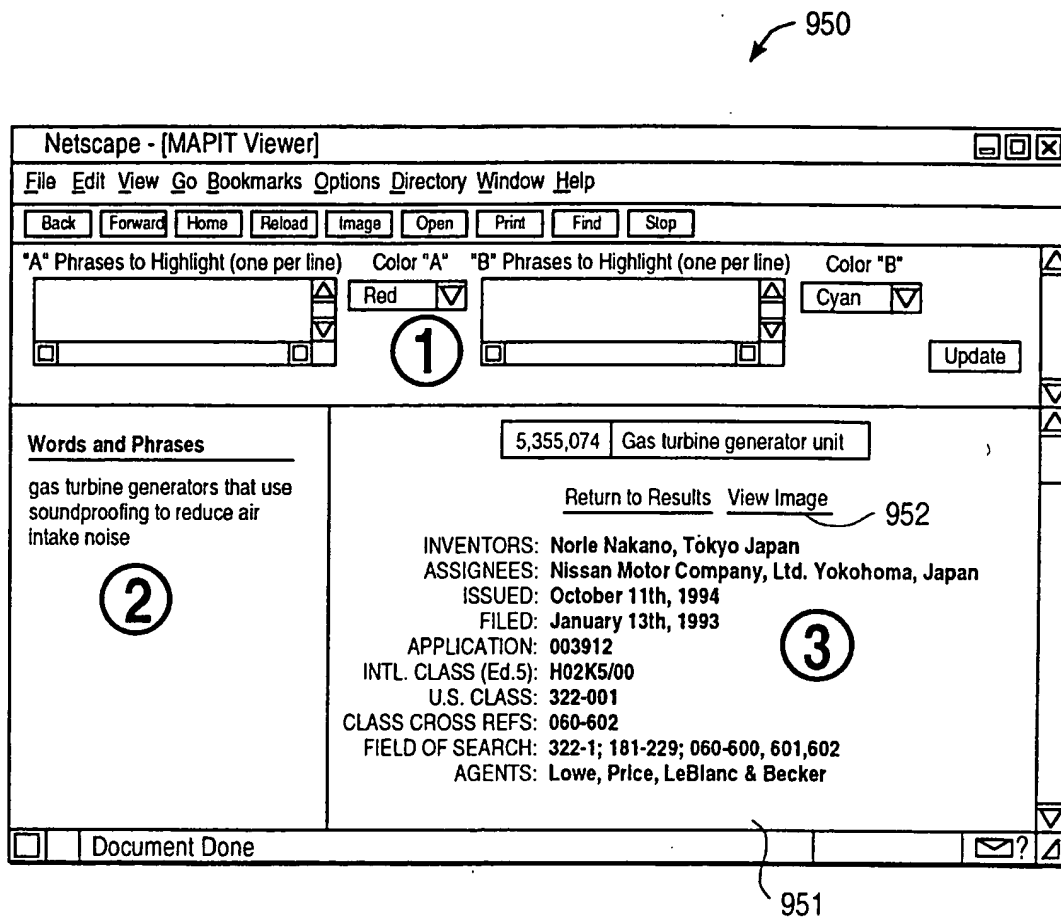 950
Netscape - [MAPIT Viewer]
File Edit View Go Bookmarks Options Directory Window Help
Back Forward Home Reload Image Open Print Find Stop
"A" Phrases to Highlight (one per line) Color "A" "B" Phrases to Highlight (one per line) Color "B"
Red Cyan
1
Update
Words and Phrases
gas turbine generators that use
soundproofing to reduce air
intake noise
2
5,355,074 Gas turbine generator unit
Return to Results View Image
952
INVENTORS: Norle Nakano, Tokyo Japan
ASSIGNEES: Nissan Motor Company, Ltd. Yokohoma, Japan
ISSUED: October 11th, 1994
FILED: January 13th, 1993
3
APPLICATION: 003912
INTL. CLASS (Ed.5): H02K5/00
U.S. CLASS: 322-001
CLASS CROSS REFS: 060-602
FIELD OF SEARCH: 322-1; 181-229; 060-600, 601,602
AGENTS: Lowe, Price, LeBlanc & Becker
Document Done ?
951